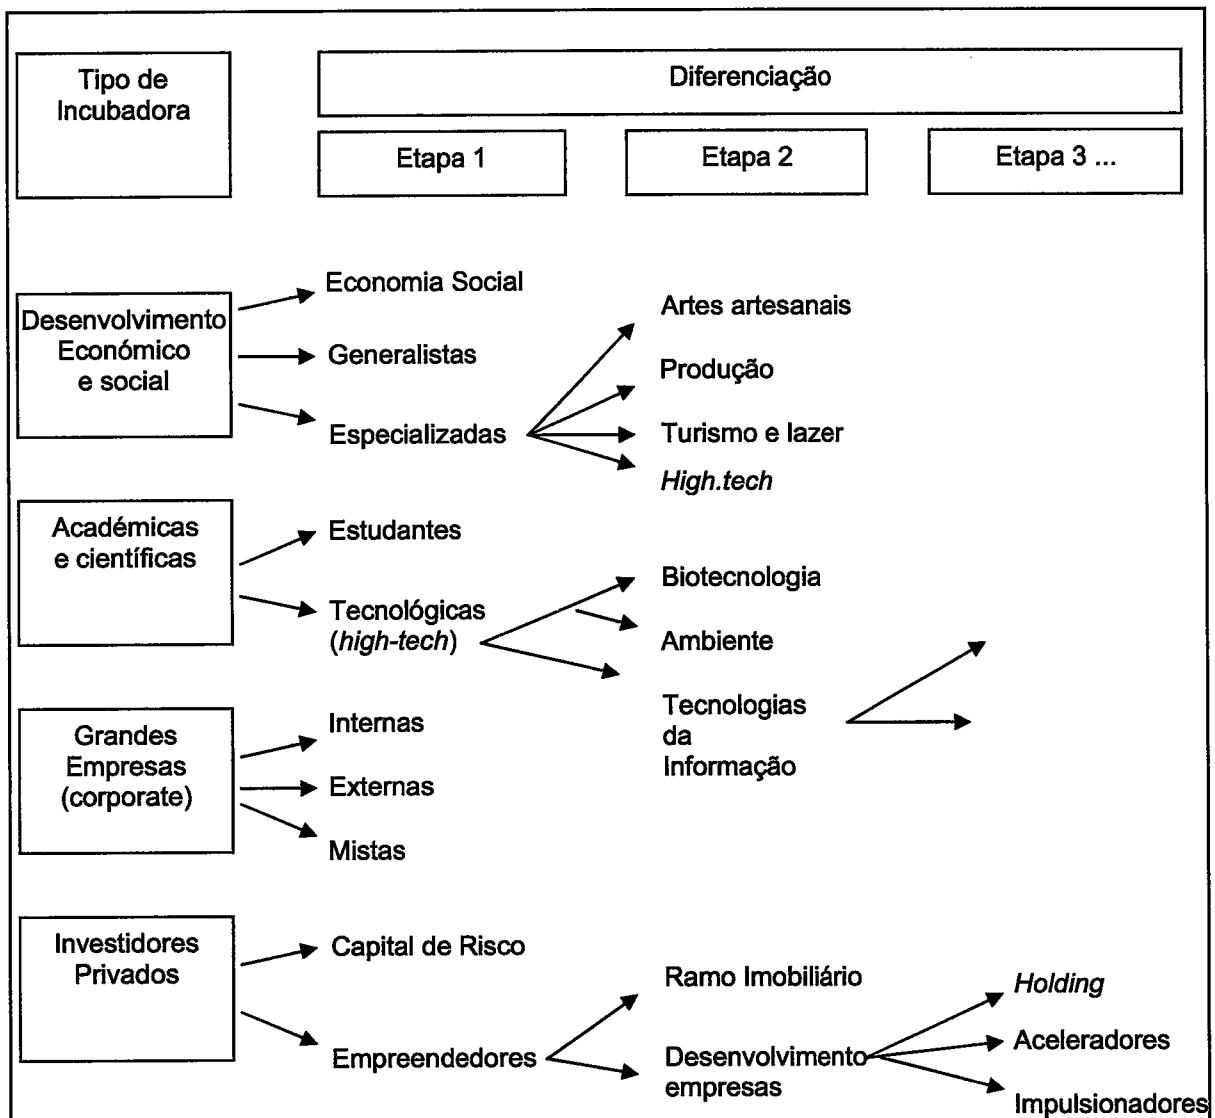 Tipo de
Incubadora
Diferenciação
Etapa 1
Etapa 2
Etapa 3 ...
Desenvolvimento
Económico
e social
Economia Social
Generalistas
Especializadas
Artes artesanais
Produção
Turismo e lazer
High.tech
Académicas
e científicas
Estudantes
Tecnológicas
(high-tech)
Biotecnologia
Ambiente
Tecnologias
da
Informação
Grandes
Empresas
(corporate)
Internas
Externas
Mistas
Investidores
Privados
Capital de Risco
Empreendedores
Ramo Imobiliário
Desenvolvimento
empresas
Holding
Aceleradores
Impulsionadores